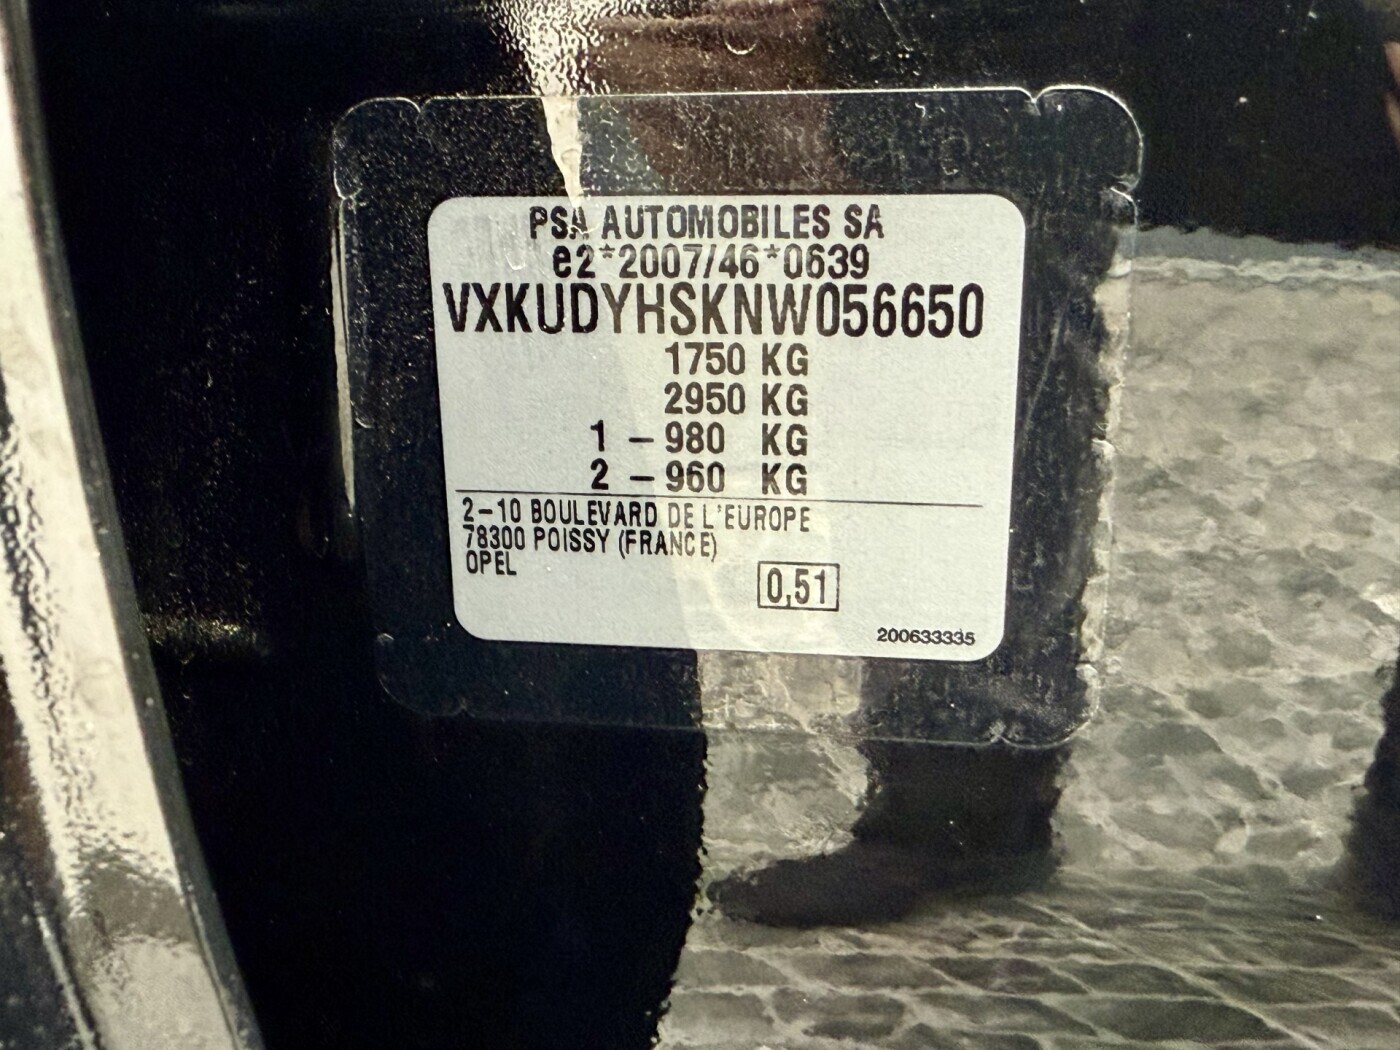 PSA AUTOMOBILES SA
e2*2007/46*0639
VXKUDYHSKNW056650
1750 KG
2950 KG
1 – 980 KG
2 – 960 KG
2–10 BOULEVARD DE L'EUROPE
78300 POISSY (FRANCE)
OPEL
0,51
200633335